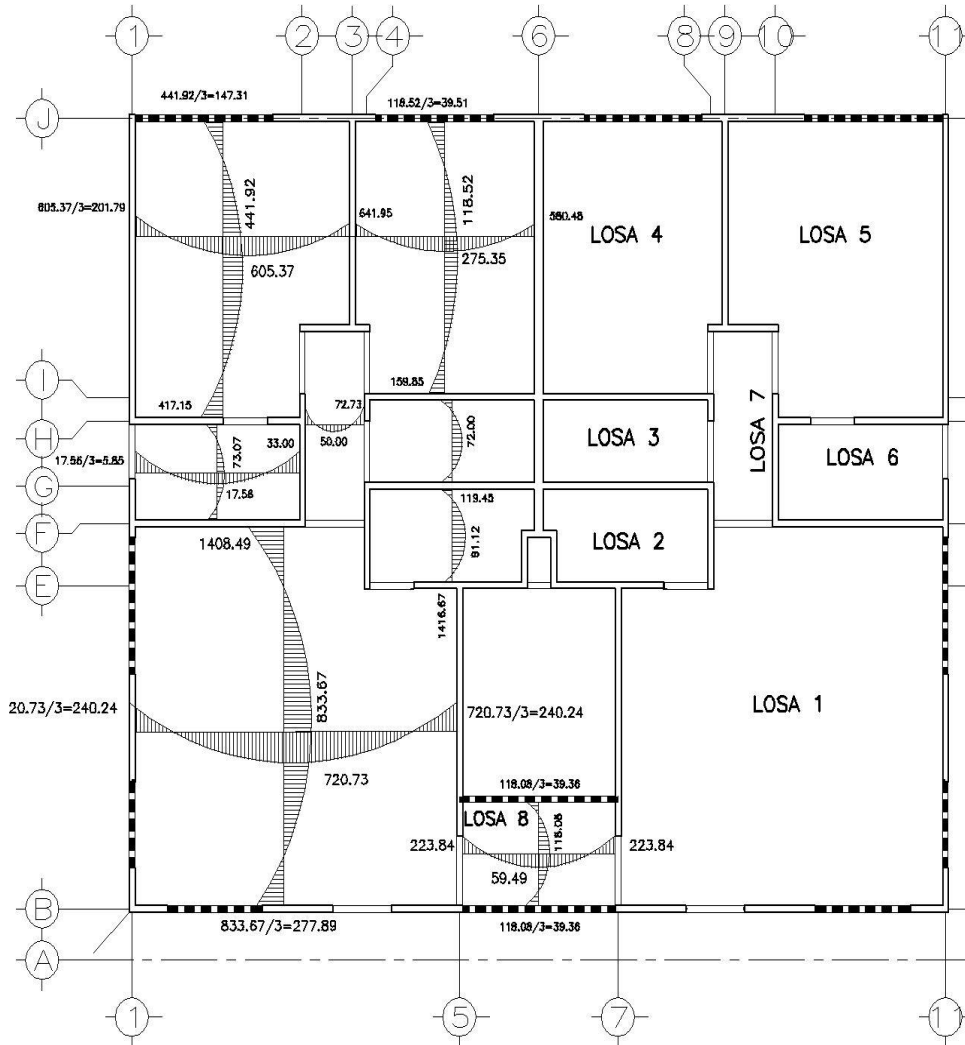 1 2 3 4 6 8 9 10 11
441.92/3=147.31
118.52/3=39.51
J
441.92
118.52
605.37/3=201.79
641.95
560.48
LOSA 4
LOSA 5
605.37
275.35
I
417.15
159.85
72.73
H
73.07
33.00
50.00
72.00
LOSA 3
LOSA 7
LOSA 6
17.56/3=5.85
G
17.56
119.45
F
1408.49
81.12
LOSA 2
E
1416.67
833.67
20.73/3=240.24
720.73/3=240.24
LOSA 1
720.73
118.08/3=39.36
LOSA 8
118.08
223.84
223.84
59.49
B
833.67/3=277.89
118.08/3=39.36
A
1 5 7 11